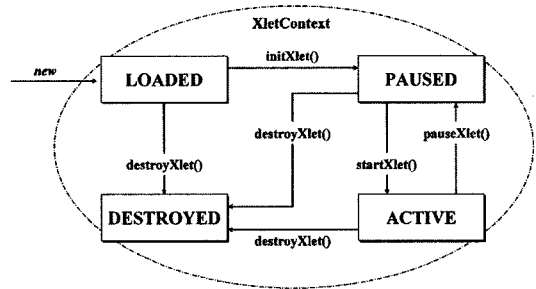 XletContext
new
initXlet()
LOADED
PAUSED
destroyXlet()
pauseXlet()
destroyXlet()
startXlet()
DESTROYED
ACTIVE
destroyXlet()